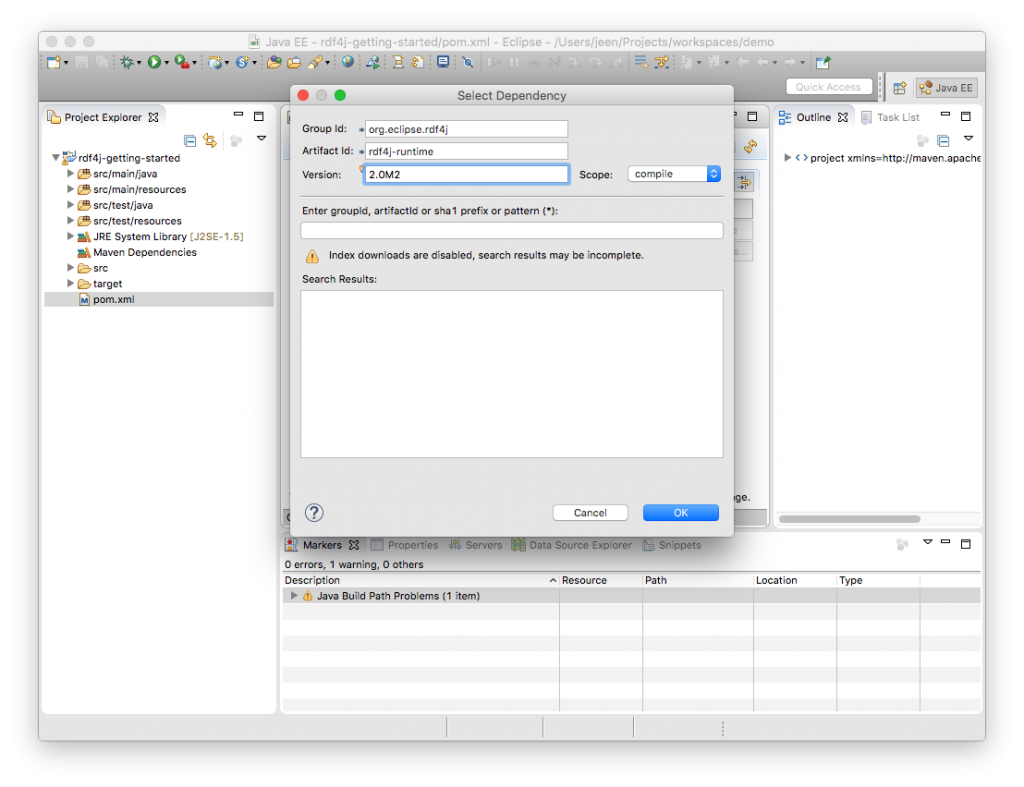 Java EE - rdf4j-getting-started/pom.xml - Eclipse - /Users/jeen/Projects/workspaces/demo
Quick Access
Java EE
Project Explorer
rdf4j-getting-started
src/main/java
src/main/resources
src/test/java
src/test/resources
JRE System Library [J2SE-1.5]
Maven Dependencies
src
target
pom.xml
Select Dependency
Group Id: * org.eclipse.rdf4j
Artifact Id: * rdf4j-runtime
Version: 2.0M2 Scope: compile
Enter groupId, artifactId or sha1 prefix or pattern (*):
Index downloads are disabled, search results may be incomplete.
Search Results:
Cancel OK
Outline Task List
project xmlns=http://maven.apache
Markers Properties Servers Data Source Explorer Snippets
0 errors, 1 warning, 0 others
Description Resource Path Location Type
Java Build Path Problems (1 item)